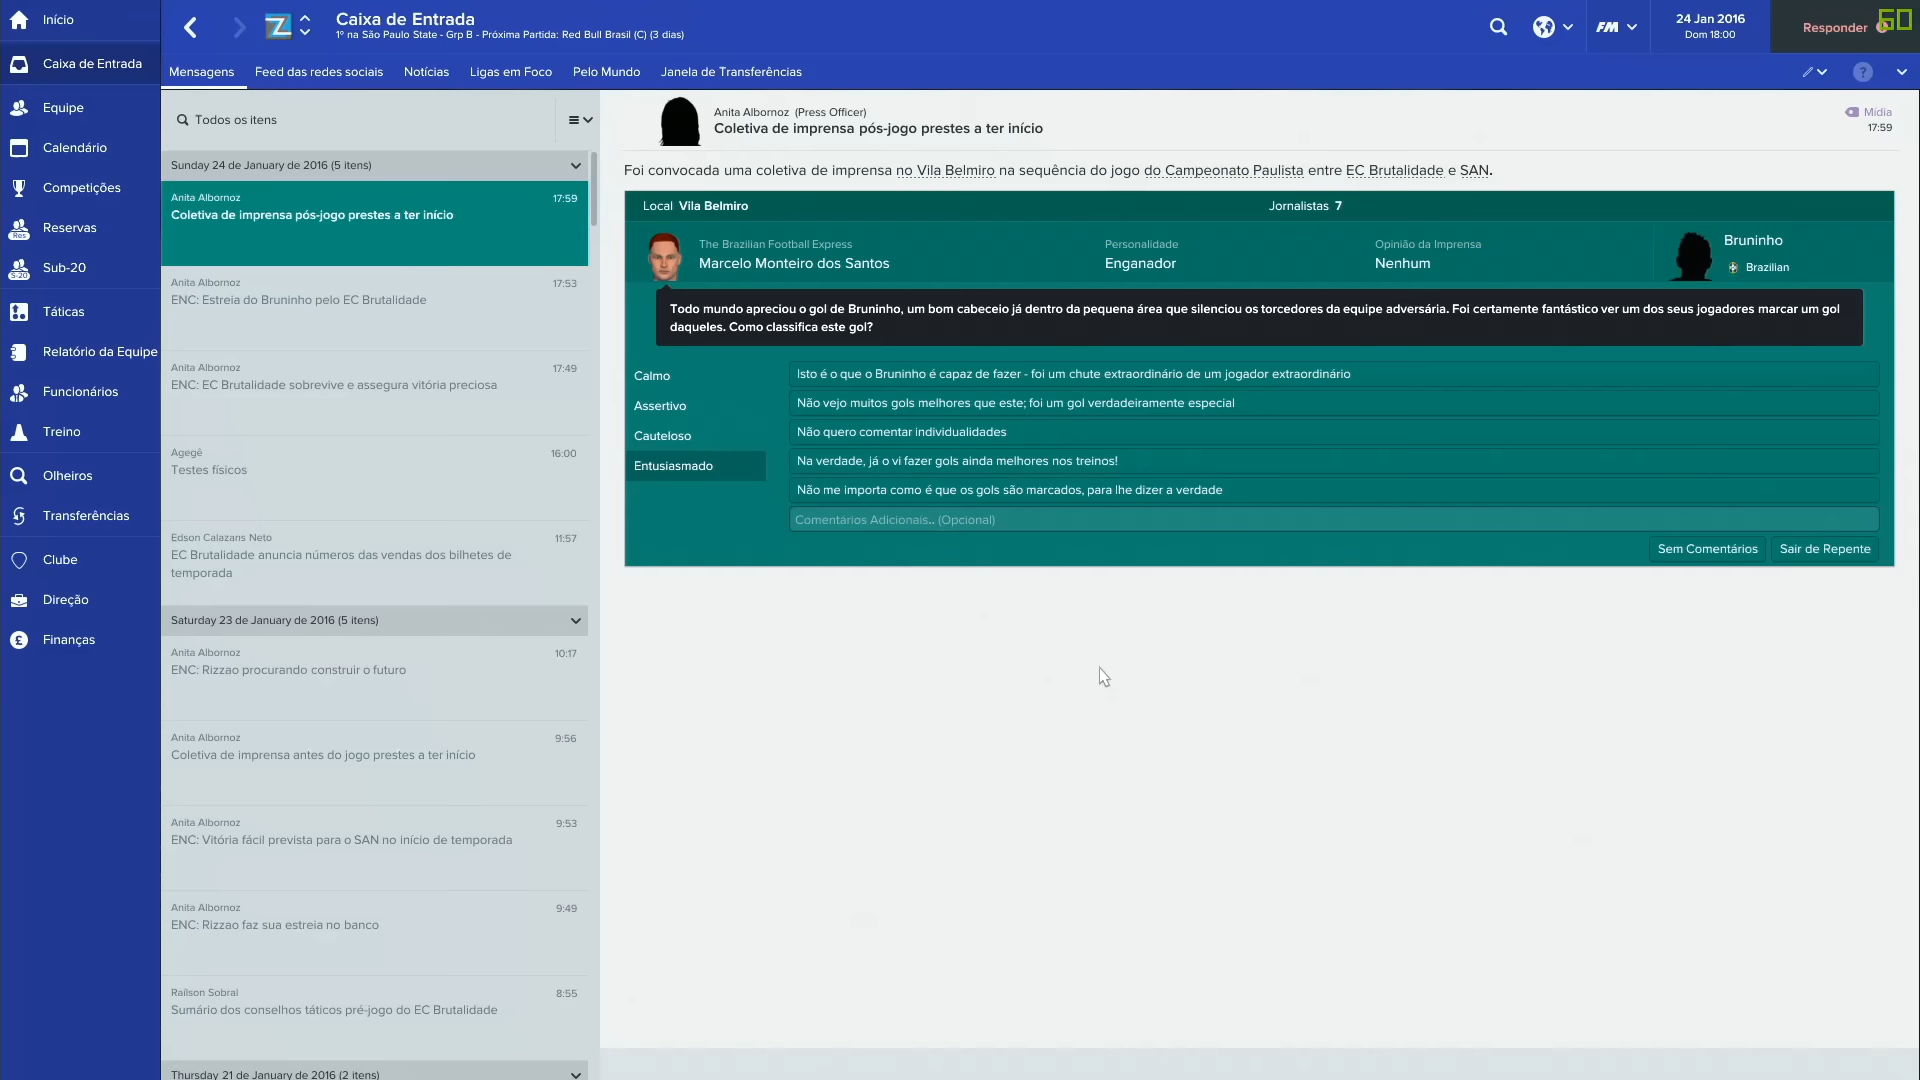 Início
Caixa de Entrada
Equipe
Calendário
Competições
Reservas
Sub-20
Táticas
Relatório da Equipe
Funcionários
Treino
Olheiros
Transferências
Clube
Direção
Finanças
Caixa de Entrada
1º na São Paulo State - Grp B - Próxima Partida: Red Bull Brasil (C) (3 dias)
FM
24 Jan 2016
Dom 18:00
Responder
60
Mensagens
Feed das redes sociais
Notícias
Ligas em Foco
Pelo Mundo
Janela de Transferências
Todos os itens
Sunday 24 de January de 2016 (5 itens)
Anita Albornoz 17:59
Coletiva de imprensa pós-jogo prestes a ter início
Anita Albornoz 17:53
ENC: Estreia do Bruninho pelo EC Brutalidade
Anita Albornoz 17:49
ENC: EC Brutalidade sobrevive e assegura vitória preciosa
Agegê 16:00
Testes físicos
Edson Calazans Neto 11:57
EC Brutalidade anuncia números das vendas dos bilhetes de
temporada
Saturday 23 de January de 2016 (5 itens)
Anita Albornoz 10:17
ENC: Rizzao procurando construir o futuro
Anita Albornoz 9:56
Coletiva de imprensa antes do jogo prestes a ter início
Anita Albornoz 9:53
ENC: Vitória fácil prevista para o SAN no início de temporada
Anita Albornoz 9:49
ENC: Rizzao faz sua estreia no banco
Raílson Sobral 8:55
Sumário dos conselhos táticos pré-jogo do EC Brutalidade
Thursday 21 de January de 2016 (2 itens)
Anita Albornoz (Press Officer)
Coletiva de imprensa pós-jogo prestes a ter início
Mídia
17:59
Foi convocada uma coletiva de imprensa no Vila Belmiro na sequência do jogo do Campeonato Paulista entre EC Brutalidade e SAN.
Local Vila Belmiro
Jornalistas 7
The Brazilian Football Express
Marcelo Monteiro dos Santos
Personalidade
Enganador
Opinião da Imprensa
Nenhum
Bruninho
Brazilian
Todo mundo apreciou o gol de Bruninho, um bom cabeceio já dentro da pequena área que silenciou os torcedores da equipe adversária. Foi certamente fantástico ver um dos seus jogadores marcar um gol
daqueles. Como classifica este gol?
Calmo
Assertivo
Cauteloso
Entusiasmado
Isto é o que o Bruninho é capaz de fazer - foi um chute extraordinário de um jogador extraordinário
Não vejo muitos gols melhores que este; foi um gol verdadeiramente especial
Não quero comentar individualidades
Na verdade, já o vi fazer gols ainda melhores nos treinos!
Não me importa como é que os gols são marcados, para lhe dizer a verdade
Comentários Adicionais.. (Opcional)
Sem Comentários
Sair de Repente